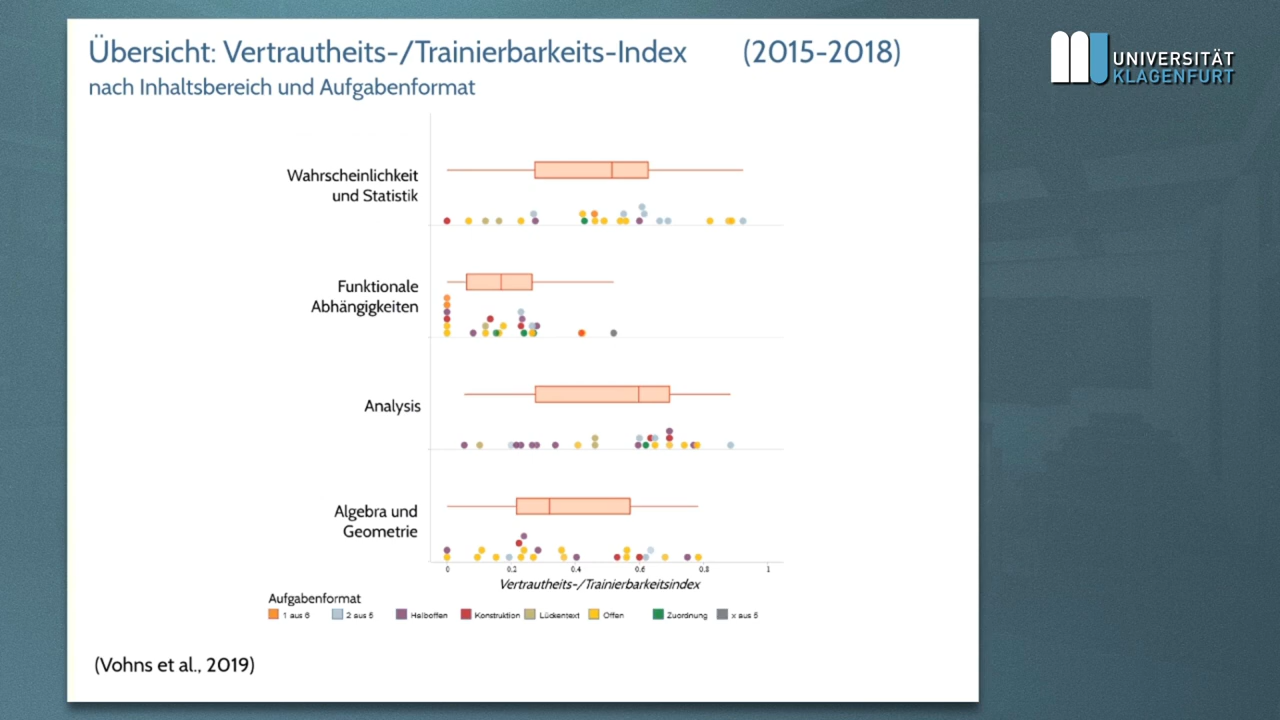 Übersicht: Vertrautheits-/Trainierbarkeits-Index (2015-2018)
nach Inhaltsbereich und Aufgabenformat
UNIVERSITÄT
KLAGENFURT
Wahrscheinlichkeit
und Statistik
Funktionale
Abhängigkeiten
Analysis
Algebra und
Geometrie
0 0.2 0.4 0.6 0.8 1
Vertrautheits-/Trainierbarkeitsindex
Aufgabenformat
1 aus 6 2 aus 5 Halboffen Konstruktion Lückentext Offen Zuordnung x aus 5
(Vohns et al., 2019)